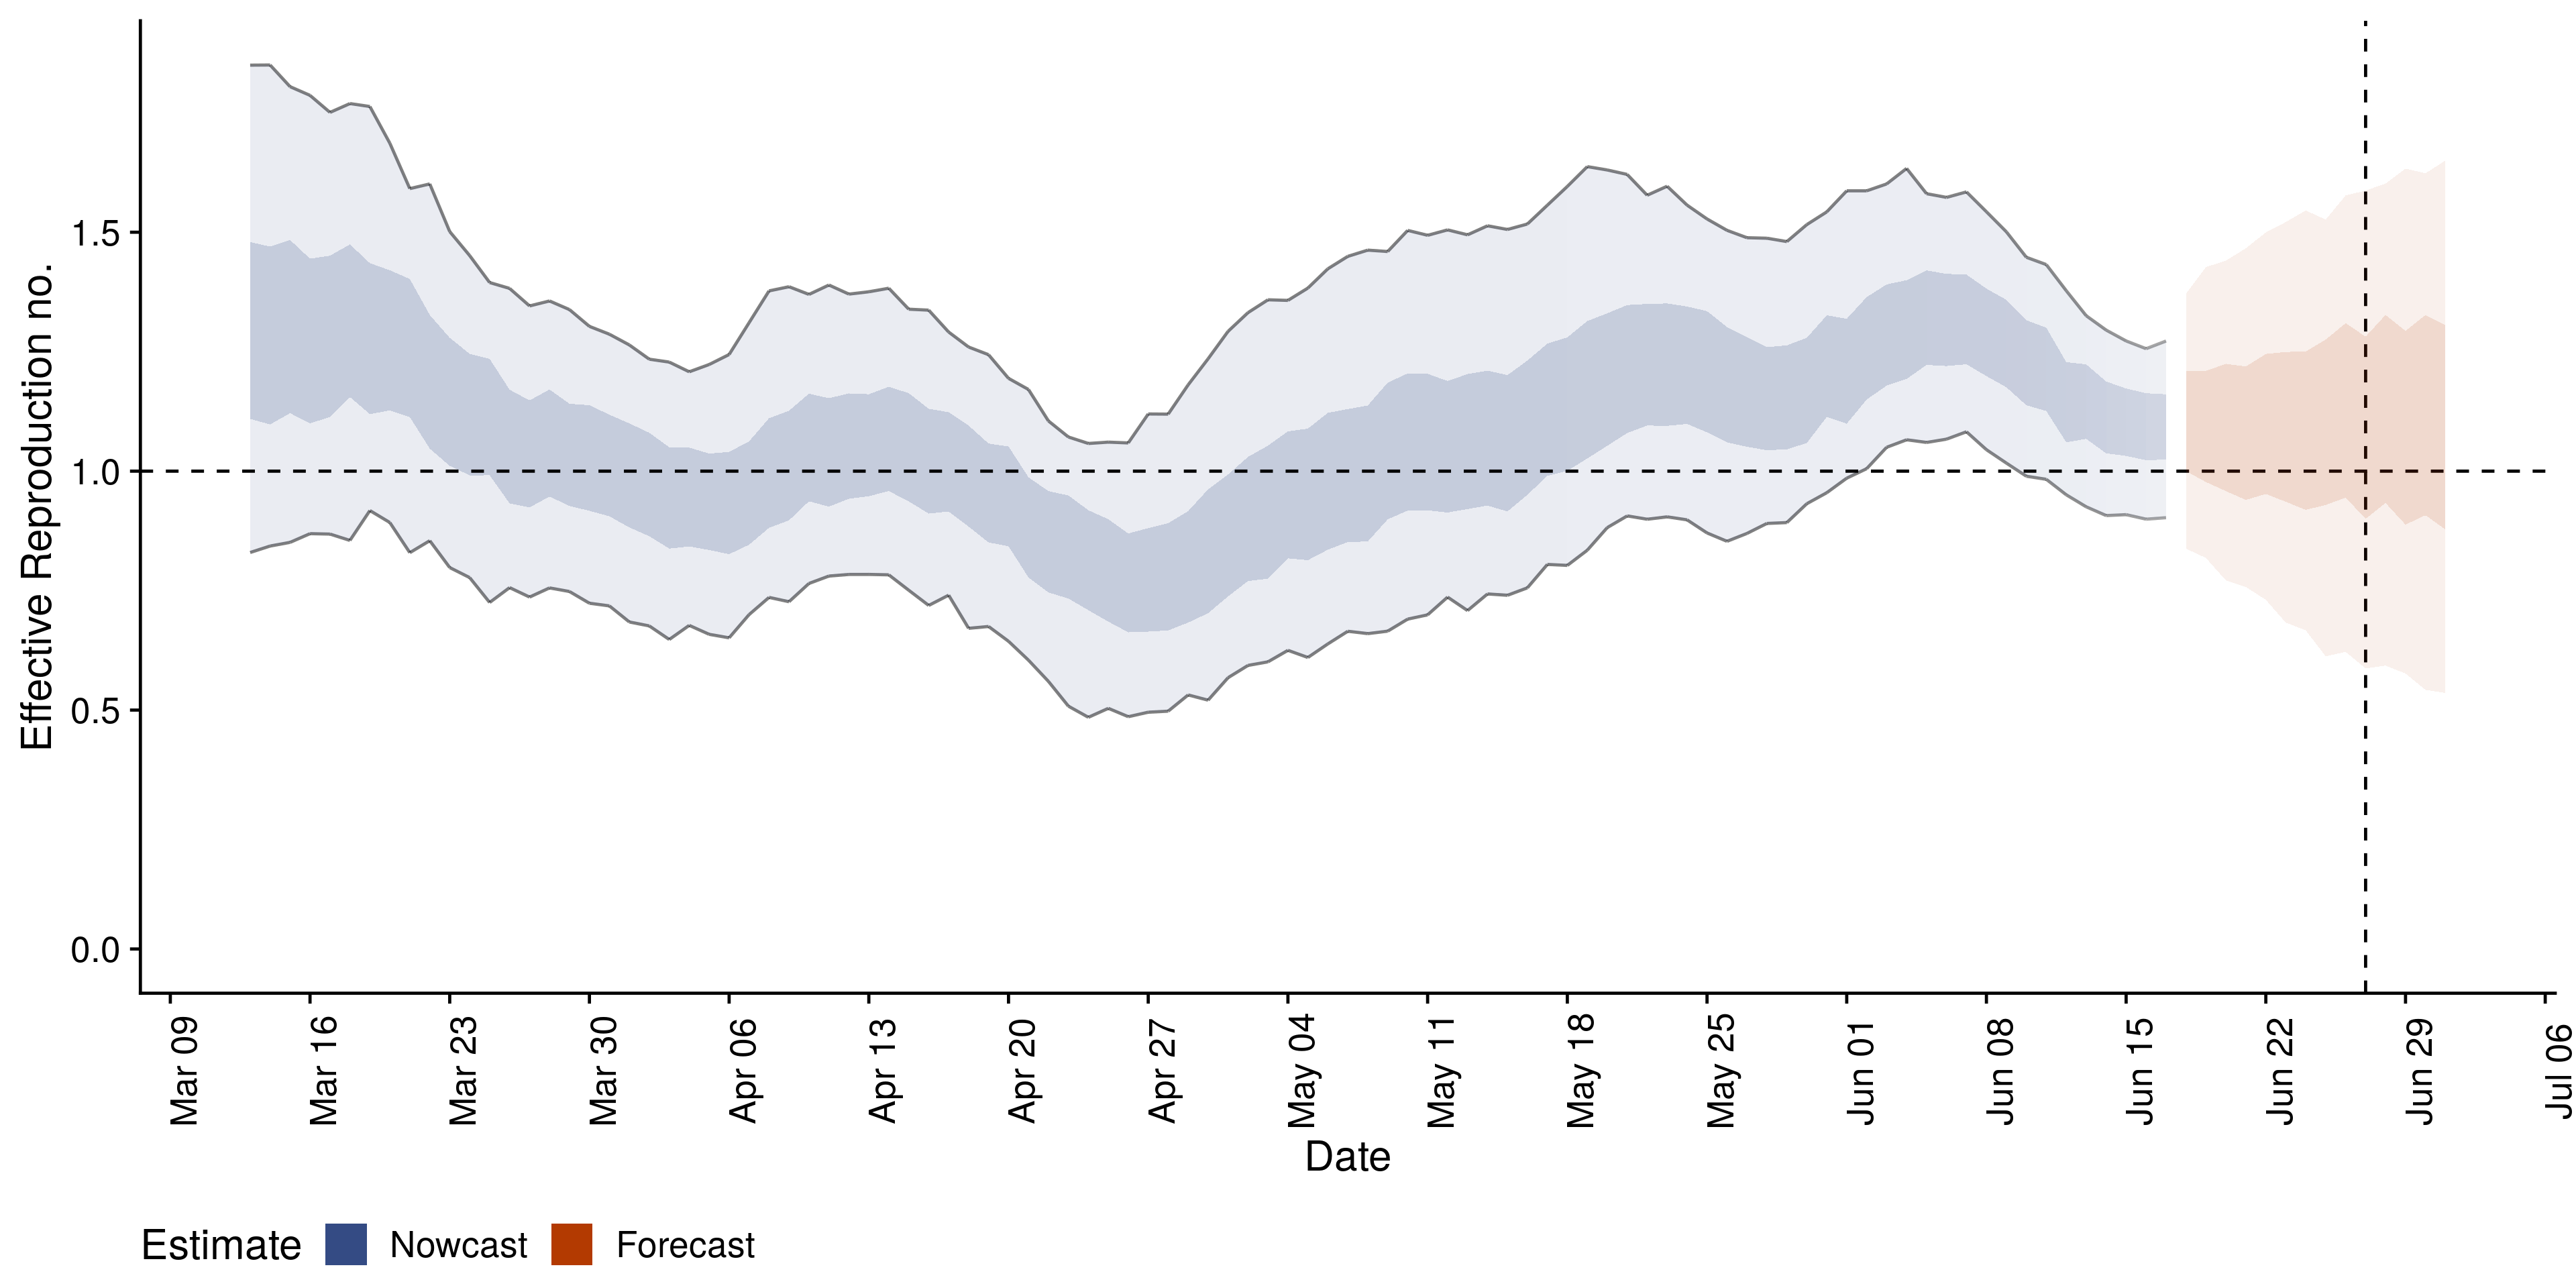 Effective Reproduction no.
1.5
1.0
0.5
0.0
Mar 09
Mar 16
Mar 23
Mar 30
Apr 06
Apr 13
Apr 20
Apr 27
May 04
May 11
May 18
May 25
Jun 01
Jun 08
Jun 15
Jun 22
Jun 29
Jul 06
Date
Estimate Nowcast Forecast